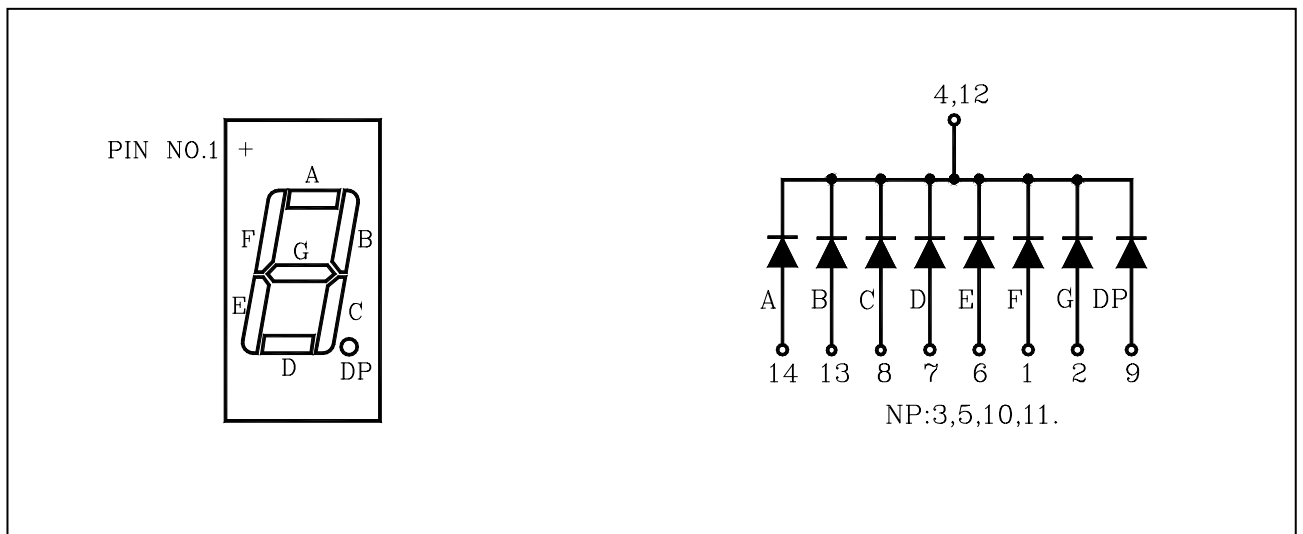 PIN NO.1 +
A
F
B
G
E
C
D
DP
4,12
A B C D E F G DP
14 13 8 7 6 1 2 9
NP:3,5,10,11.